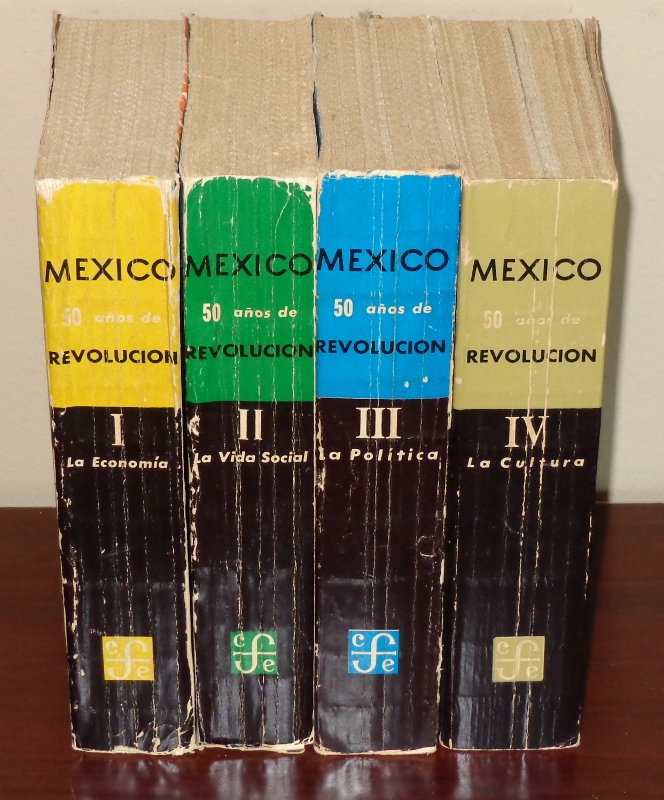 MEXICO
50 años de
REVOLUCION
I
La Economía
cfe
MEXICO
50 años de
REVOLUCION
II
La Vida Social
cfe
MEXICO
50 años de
REVOLUCION
III
La Política
cfe
MEXICO
50 años de
REVOLUCION
IV
La Cultura
cfe